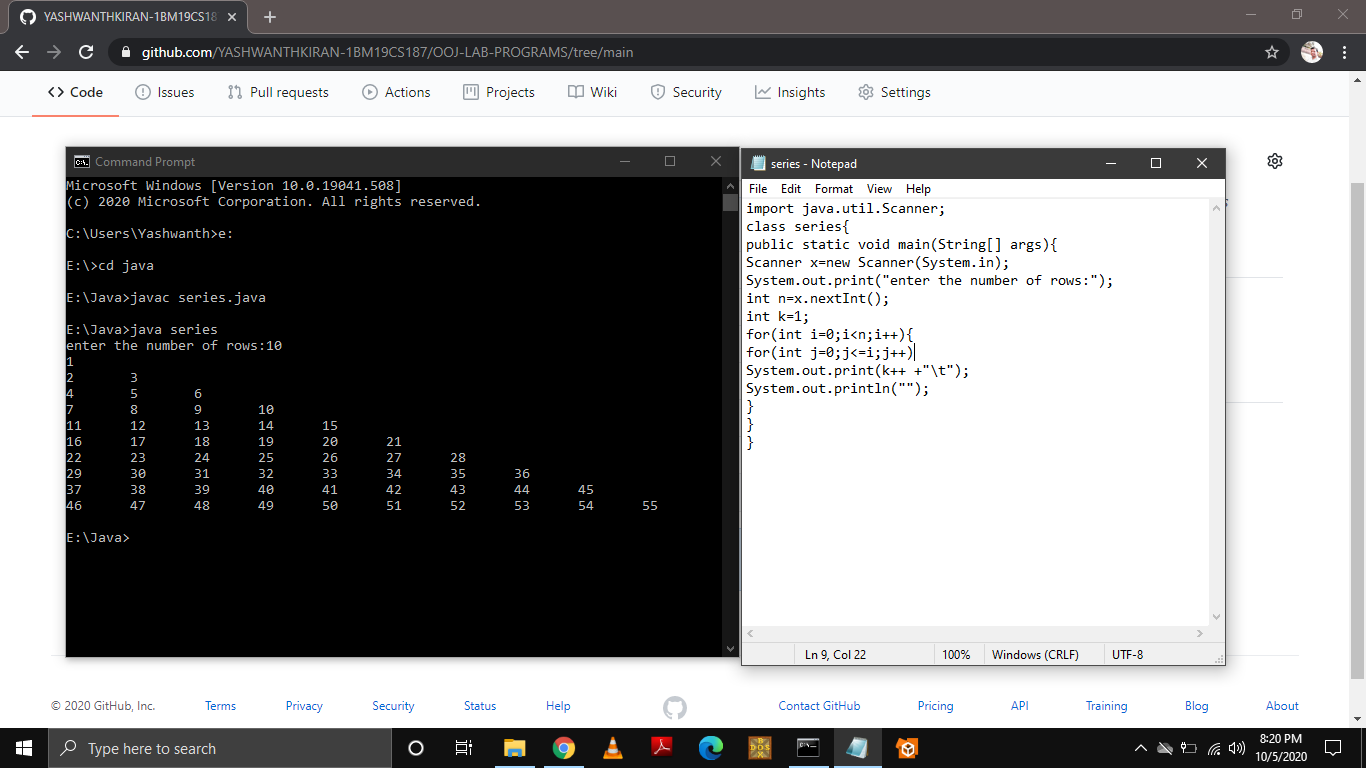 YASHWANTHKIRAN-1BM19CS18
github.com/YASHWANTHKIRAN-1BM19CS187/OOJ-LAB-PROGRAMS/tree/main
Code Issues Pull requests Actions Projects Wiki Security Insights Settings
Command Prompt
Microsoft Windows [Version 10.0.19041.508]
(c) 2020 Microsoft Corporation. All rights reserved.
C:\Users\Yashwanth>e:
E:\>cd java
E:\Java>javac series.java
E:\Java>java series
enter the number of rows:10
1
2 3
4 5 6
7 8 9 10
11 12 13 14 15
16 17 18 19 20 21
22 23 24 25 26 27 28
29 30 31 32 33 34 35 36
37 38 39 40 41 42 43 44 45
46 47 48 49 50 51 52 53 54 55
E:\Java>
series - Notepad
File Edit Format View Help
import java.util.Scanner;
class series{
public static void main(String[] args){
Scanner x=new Scanner(System.in);
System.out.print("enter the number of rows:");
int n=x.nextInt();
int k=1;
for(int i=0;i<n;i++){
for(int j=0;j<=i;j++)
System.out.print(k++ +"\t");
System.out.println("");
}
}
}
Ln 9, Col 22 100% Windows (CRLF) UTF-8
© 2020 GitHub, Inc. Terms Privacy Security Status Help Contact GitHub Pricing API Training Blog About
Type here to search
DOS
8:20 PM
10/5/2020